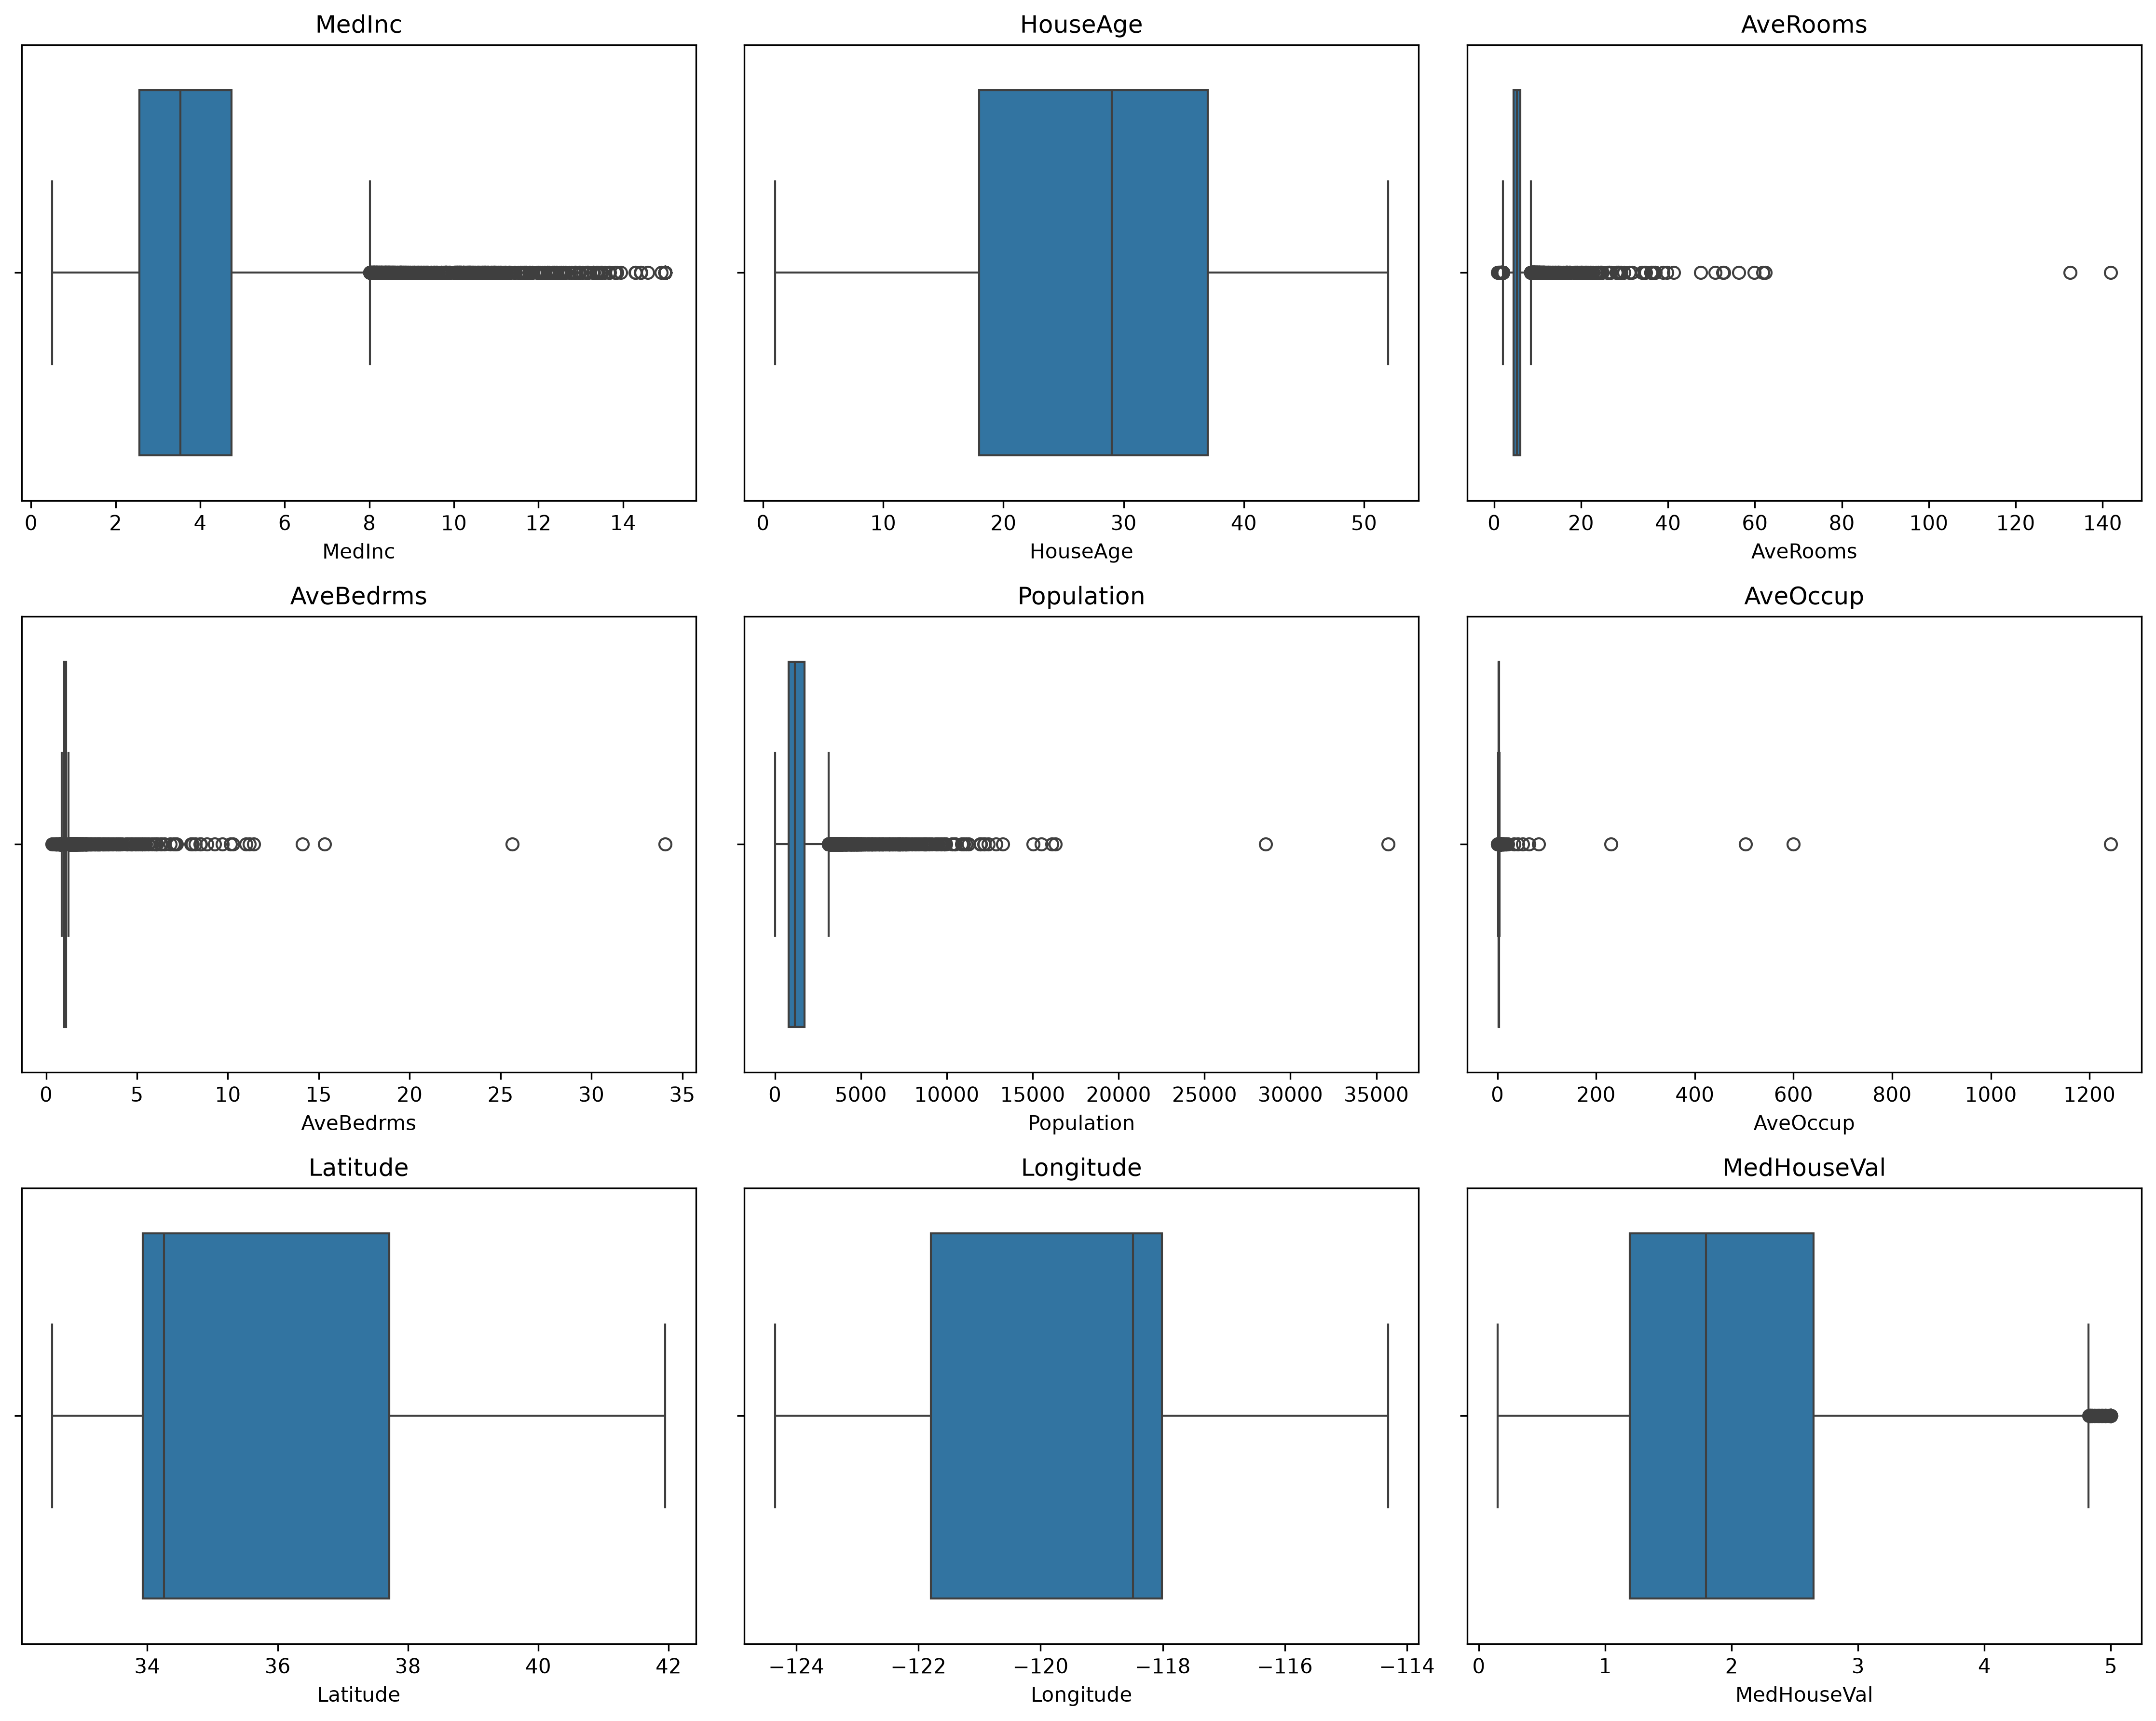 MedInc
HouseAge
AveRooms
0 2 4 6 8 10 12 14
0 10 20 30 40 50
0 20 40 60 80 100 120 140
MedInc
HouseAge
AveRooms
AveBedrms
Population
AveOccup
0 5 10 15 20 25 30 35
0 5000 10000 15000 20000 25000 30000 35000
0 200 400 600 800 1000 1200
AveBedrms
Population
AveOccup
Latitude
Longitude
MedHouseVal
34 36 38 40 42
−124 −122 −120 −118 −116 −114
0 1 2 3 4 5
Latitude
Longitude
MedHouseVal